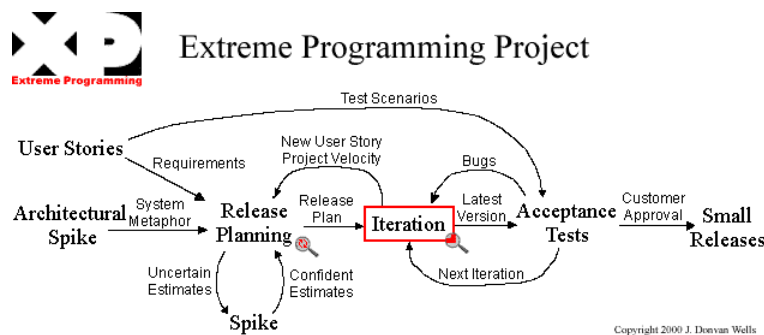 XP
Extreme Programming
Extreme Programming Project
Test Scenarios
User Stories
Requirements
New User Story
Project Velocity
Bugs
Architectural
Spike
System
Metaphor
Release
Planning
Release
Plan
Iteration
Latest
Version
Acceptance
Tests
Customer
Approval
Small
Releases
Uncertain
Estimates
Confident
Estimates
Next Iteration
Spike
Copyright 2000 J. Donvan Wells